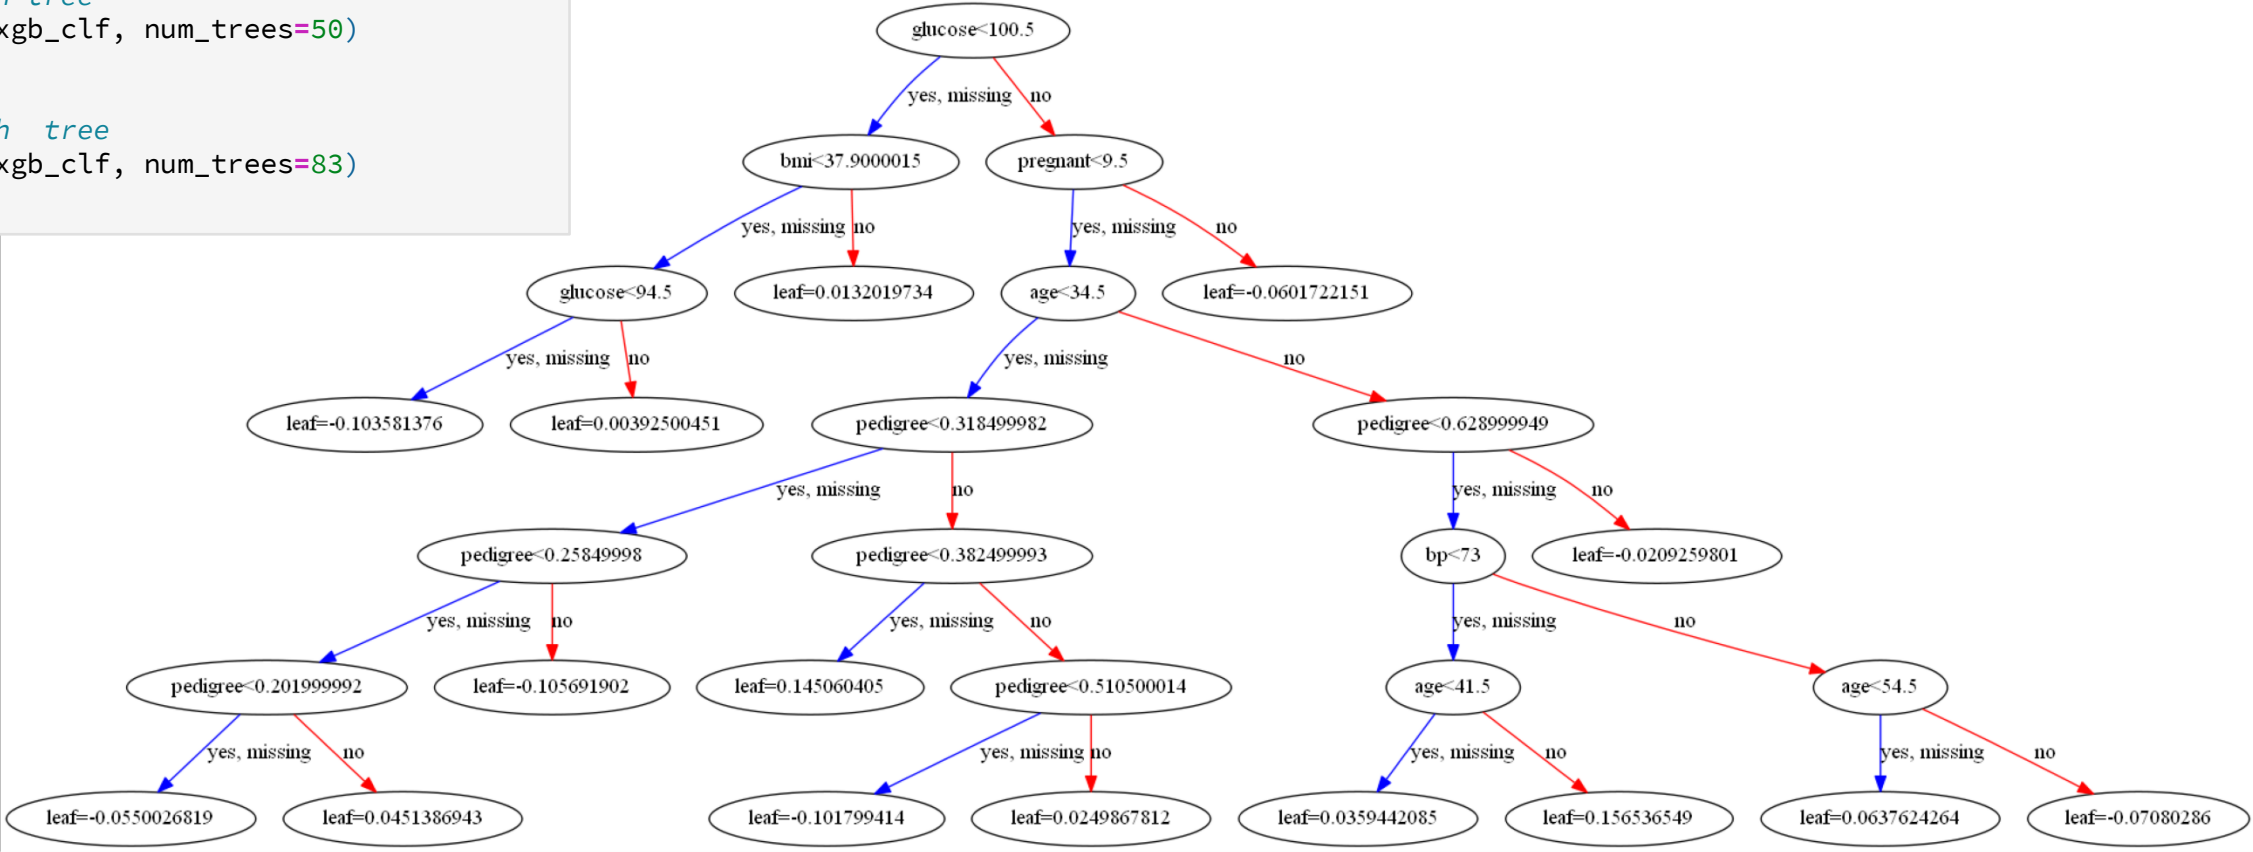 tree
xgb_clf, num_trees=50)
h tree
xgb_clf, num_trees=83)
glucose<100.5
yes, missing no
bmi<37.9000015 pregnant<9.5
yes, missing no yes, missing no
glucose<94.5 leaf=0.0132019734 age<34.5 leaf=-0.0601722151
yes, missing no yes, missing no
leaf=-0.103581376 leaf=0.00392500451 pedigree<0.318499982 pedigree<0.628999949
yes, missing no yes, missing no
pedigree<0.25849998 pedigree<0.382499993 bp<73 leaf=-0.0209259801
yes, missing no yes, missing no yes, missing no
pedigree<0.201999992 leaf=-0.105691902 leaf=0.145060405 pedigree<0.510500014 age<41.5 age<54.5
yes, missing no yes, missing no yes, missing no yes, missing no
leaf=-0.0550026819 leaf=0.0451386943 leaf=-0.101799414 leaf=0.0249867812 leaf=0.0359442085 leaf=0.156536549 leaf=0.0637624264 leaf=-0.07080286